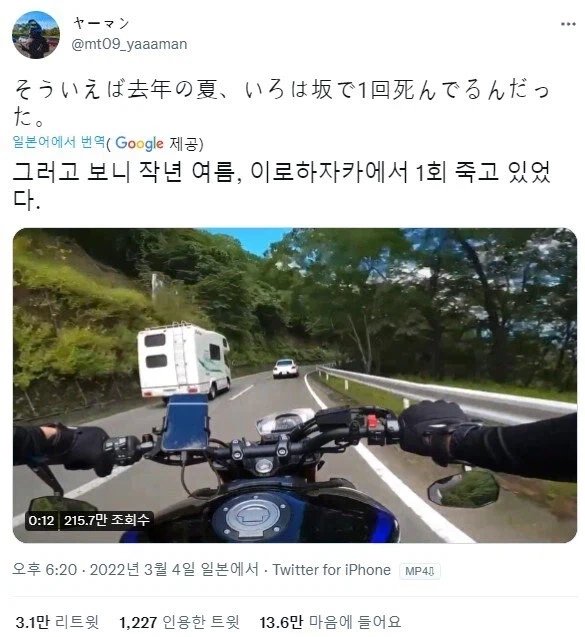 ヤーマン
@mt09_yaaaman
そういえば去年の夏、いろは坂で1回死んでるんだっ
た。
일본어에서 번역( Google 제공)
그러고 보니 작년 여름, 이로하자카에서 1회 죽고 있었
다.
0:12 215.7만 조회수
오후 6:20 · 2022년 3월 4일 일본에서 · Twitter for iPhone MP4⇩
3.1만 리트윗 1,227 인용한 트윗 13.6만 마음에 들어요